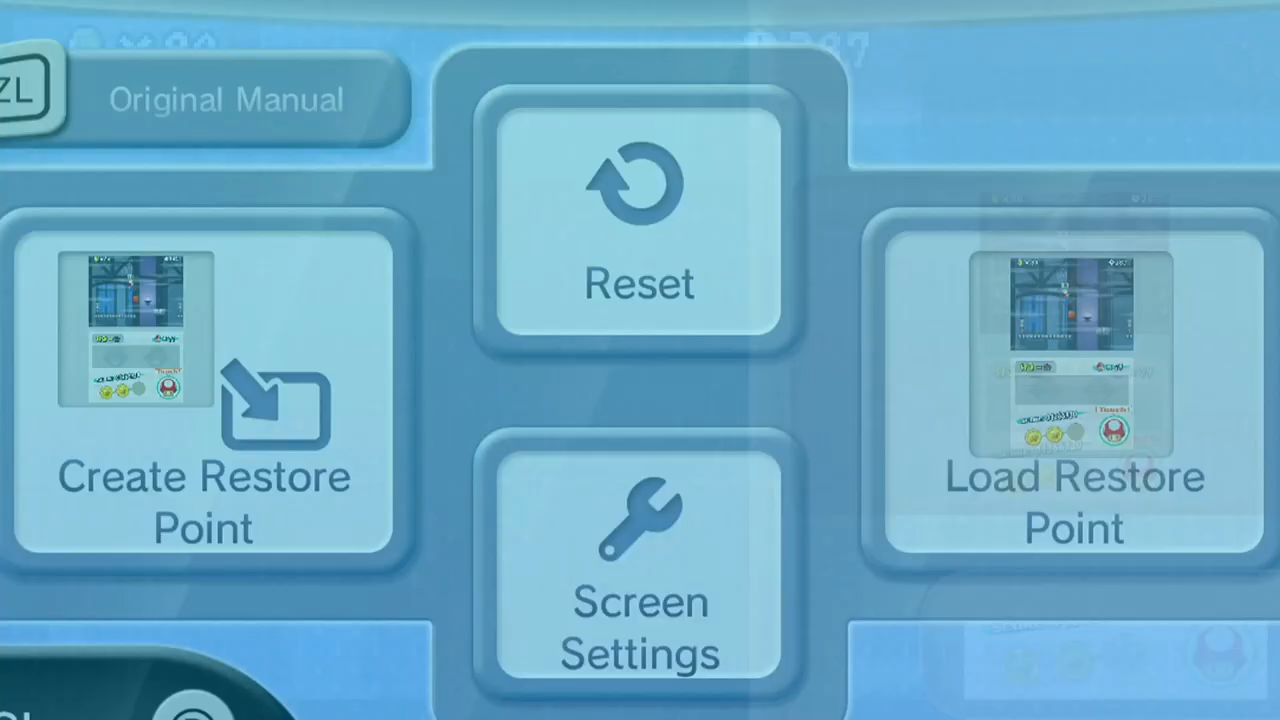 ZL
Original Manual
Reset
Create Restore
Point
Load Restore
Point
Screen
Settings